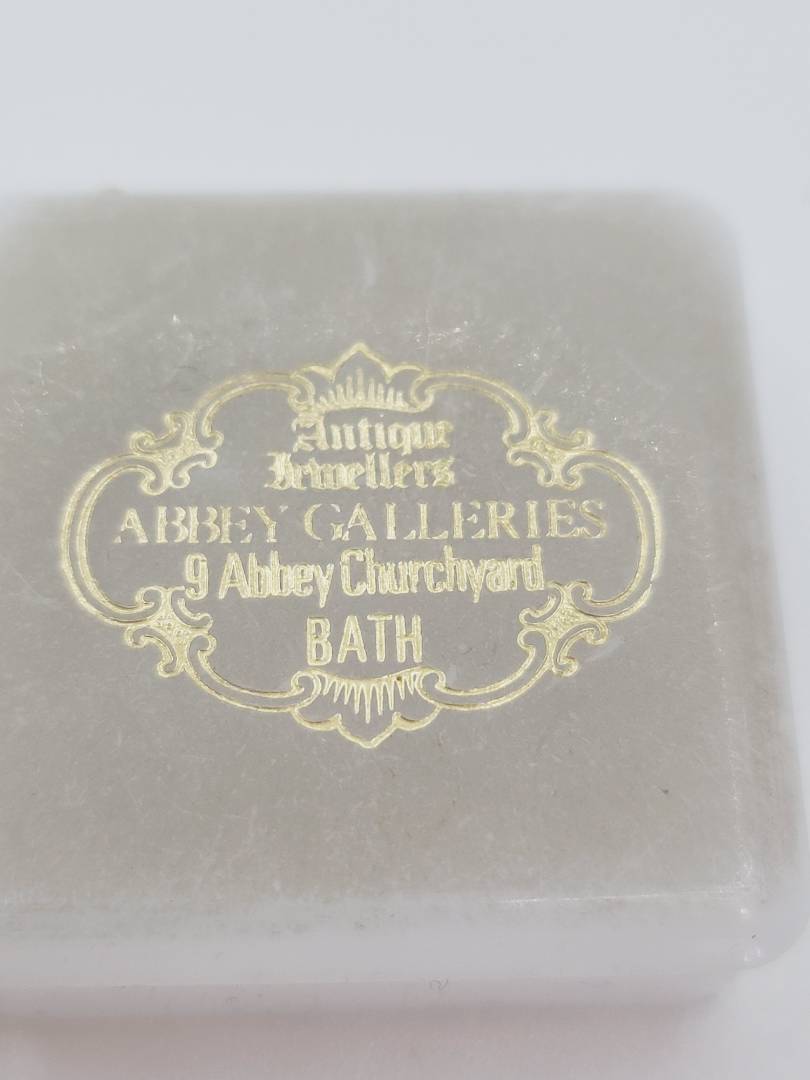 Antique
Jewellers
ABBEY GALLERIES
9 Abbey Churchyard
BATH